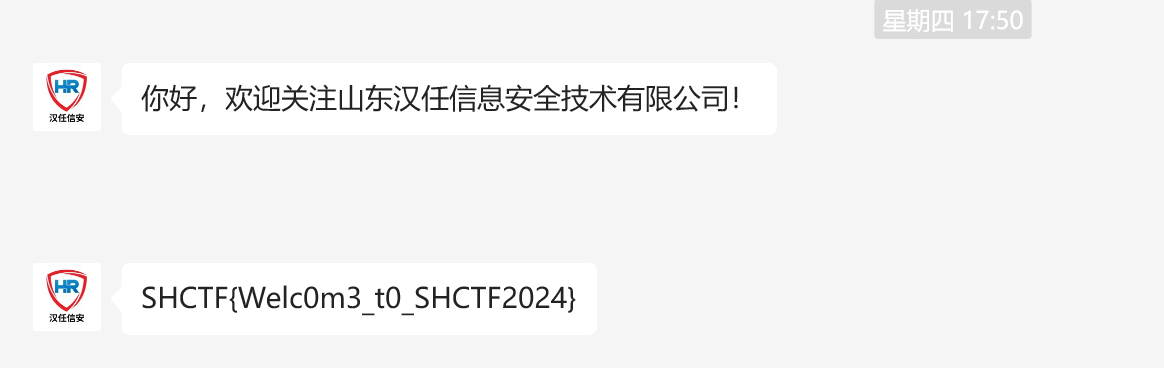 星期四 17:50
HR
汉任信安
你好，欢迎关注山东汉任信息安全技术有限公司！
HR
汉任信安
SHCTF{Welc0m3_t0_SHCTF2024}